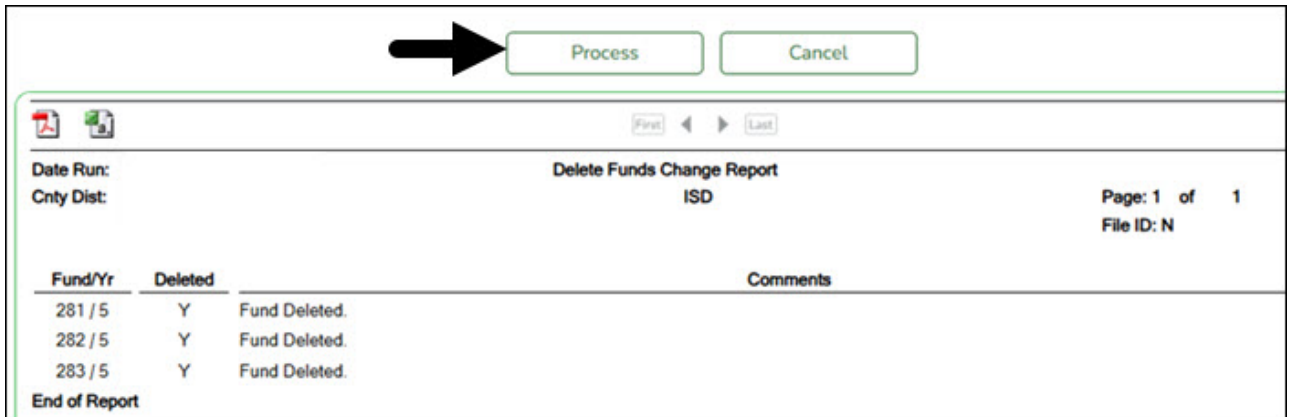 Process Cancel
First Last
Date Run: Delete Funds Change Report
Cnty Dist: ISD Page: 1 of 1
File ID: N
Fund/Yr Deleted Comments
281 / 5 Y Fund Deleted.
282 / 5 Y Fund Deleted.
283 / 5 Y Fund Deleted.
End of Report